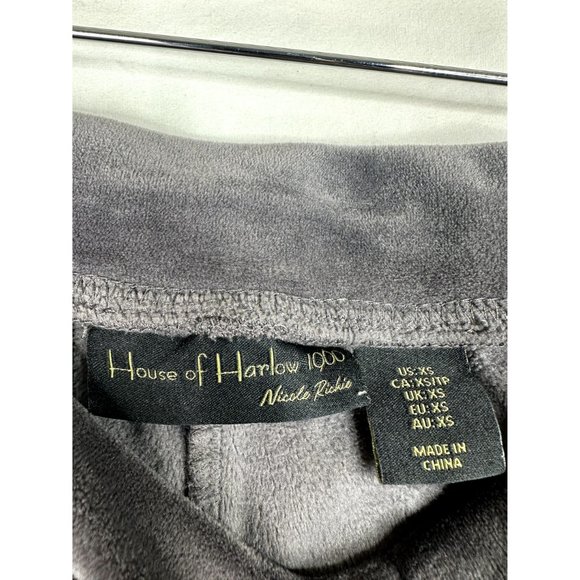 House of Harlow 1960
Nicole Richie
US: XS
CA: XS/TP
UK: XS
EU: XS
AU: XS
MADE IN
CHINA